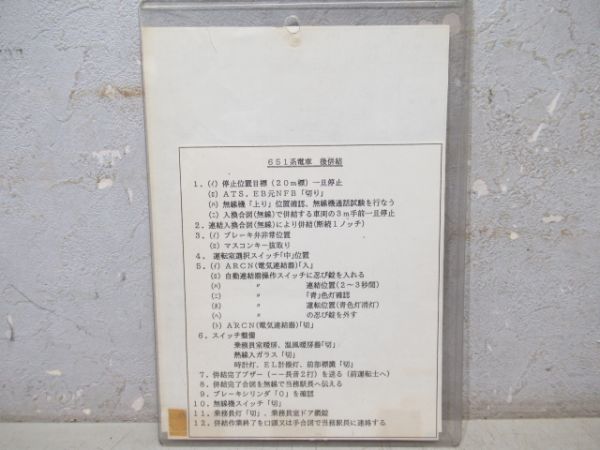 651系電車 後併結
1. (イ) 停止位置目標(20m標)一旦停止
(ロ) ATS、EB元NFB「切り」
(ハ) 無線機「上り」位置確認、無線機通話試験を行なう
(ニ) 入換合図(無線)で併結する車両の3m手前一旦停止
2. 連結入換合図(無線)により併結(断続1ノッチ)
3. (イ) ブレーキ弁非常位置
(ロ) マスコンキー抜取り
4. 運転室選択スイッチ「中」位置
5. (イ) ARCN(電気連結器)「入」
(ロ) 自動連結器操作スイッチに忍び錠を入れる
(ハ) 〃 連結位置(2~3秒間)
(ニ) 〃 「青」色灯確認
(ホ) 〃 運転位置(青色灯消灯)
(ヘ) 〃 の忍び錠を外す
(ト) ARCN(電気連結器)「切」
6. スイッチ整備
乗務員室暖房、温風暖房器「切」
熱線入ガラス「切」
時計灯、EL計器灯、前部標識「切」
7. 併結完了ブザー(ーー長音2打)を送る(前運転士へ)
8. 併結完了合図を無線で当務駅長へ伝える
9. ブレーキシリンダ「0」を確認
10. 無線機スイッチ「切」
11. 乗務員灯「切」、乗務員室ドア鎖錠
12. 併結作業終了を口頭又は手合図で当務駅長に連絡する